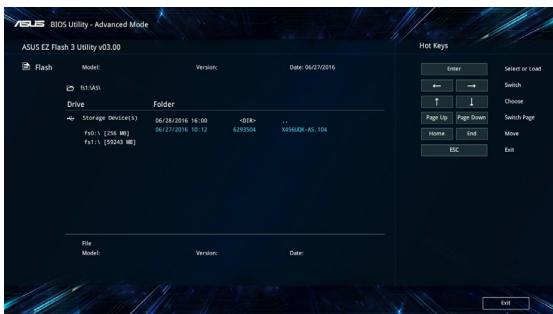 ASUS BIOS Utility - Advanced Mode
ASUS EZ Flash 3 Utility v03.00
Hot Keys
Flash Model: Version: Date: 06/27/2016
fs1:\AS\
Drive Folder
Storage Device(s)
fs0:\ [256 MB]
fs1:\ [59243 MB]
06/28/2016 16:00 <DIR> ..
06/27/2016 10:12 6293504 X456UQK-AS.104
Enter Select or Load
← → Switch
↑ ↓ Choose
Page Up Page Down Switch Page
Home End Move
ESC Exit
File
Model: Version: Date:
Exit